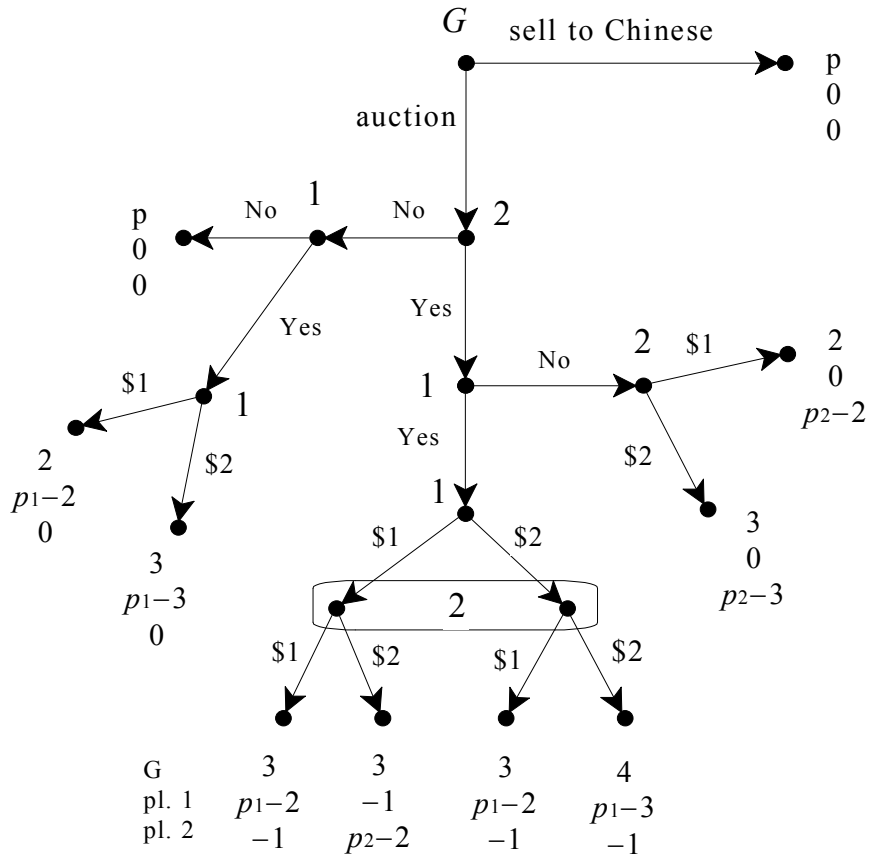 G
sell to Chinese
p
0
0
auction
1
2
p
0
0
No
No
Yes
Yes
2
$1
2
0
p2−2
No
1
$1
1
Yes
$2
$2
2
p1−2
0
1
3
0
p2−3
3
p1−3
0
$1
$2
2
$1
$2
$1
$2
G 3 3 3 4
pl. 1 p1−2 −1 p1−2 p1−3
pl. 2 −1 p2−2 −1 −1